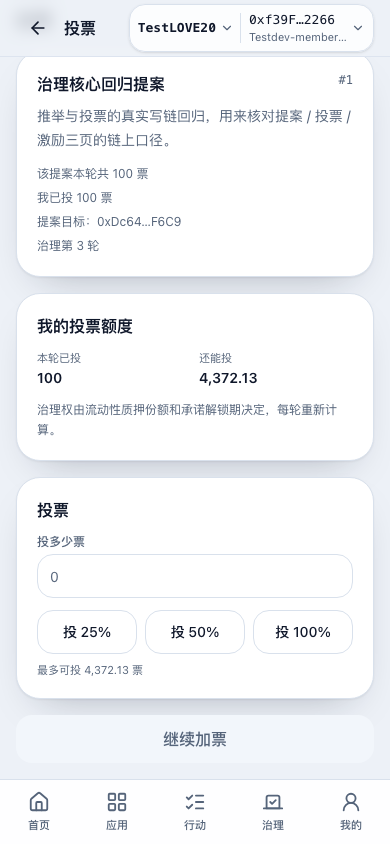 投票
TestLOVE20
0xf39F…2266
Testdev-member...
治理核心回归提案
#1
推举与投票的真实写链回归，用来核对提案 / 投票 /
激励三页的链上口径。
该提案本轮共 100 票
我已投 100 票
提案目标：0xDc64…F6C9
治理第 3 轮
我的投票额度
本轮已投
还能投
100
4,372.13
治理权由流动性质押份额和承诺解锁期决定，每轮重新计
算。
投票
投多少票
0
投 25%
投 50%
投 100%
最多可投 4,372.13 票
继续加票
首页
应用
行动
治理
我的